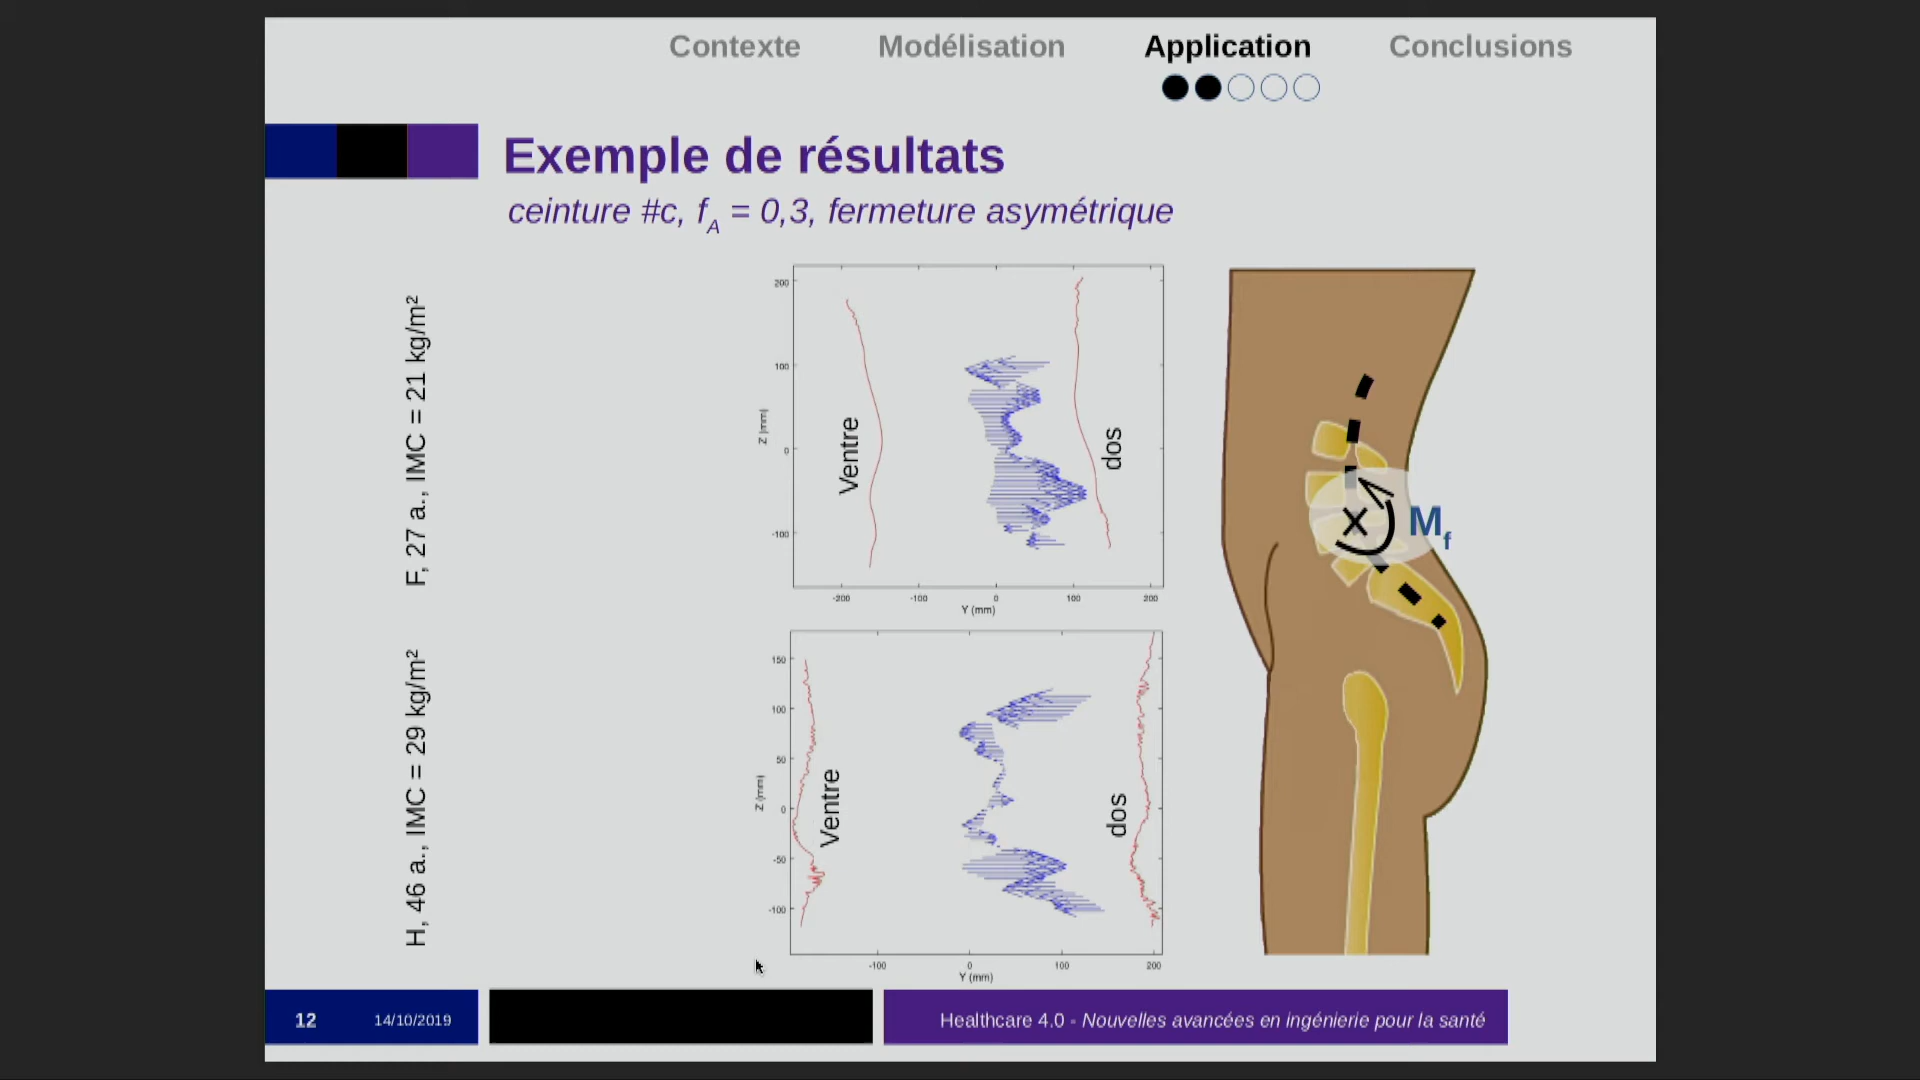 Contexte Modélisation Application Conclusions
Exemple de résultats
ceinture #c, fA = 0,3, fermeture asymétrique
F, 27 a., IMC = 21 kg/m²
200
100
0
-100
Z (mm)
Ventre
dos
-200 -100 0 100 200
Y (mm)
Mf
H, 46 a., IMC = 29 kg/m²
150
100
50
0
-50
-100
Z (mm)
Ventre
dos
-100 0 100 200
Y (mm)
12 14/10/2019 Healthcare 4.0 - Nouvelles avancées en ingénierie pour la santé